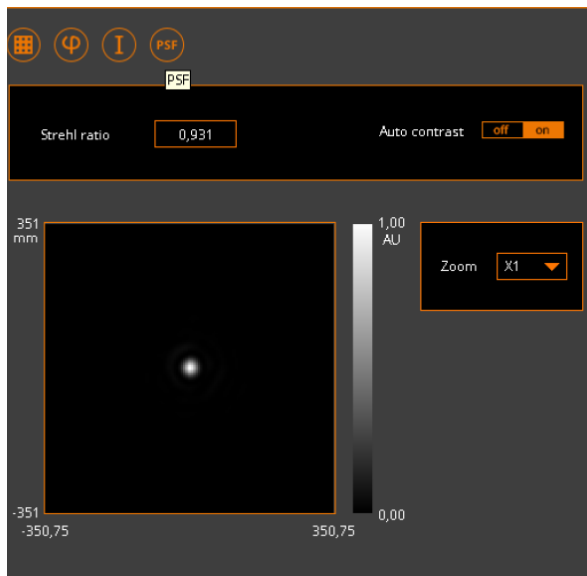 φ
I
PSF
PSF
Strehl ratio
0,931
Auto contrast
off
on
351
mm
1,00
AU
Zoom
X1
-351
0,00
-350,75
350,75